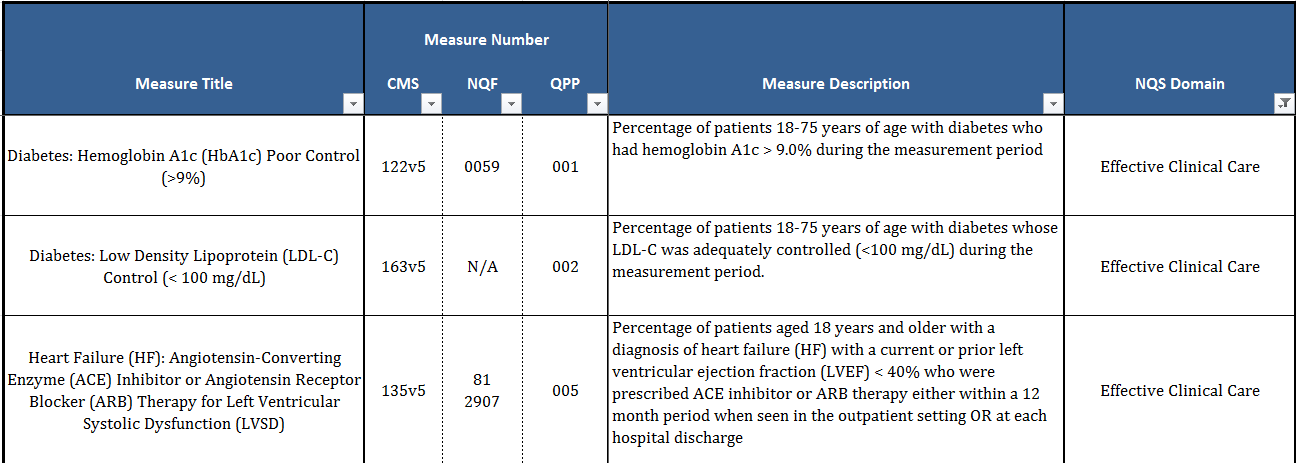 Measure Number
Measure Title
CMS
NQF
QPP
Measure Description
NQS Domain
Diabetes: Hemoglobin A1c (HbA1c) Poor Control
(>9%)
122v5
0059
001
Percentage of patients 18-75 years of age with diabetes who
had hemoglobin A1c > 9.0% during the measurement period
Effective Clinical Care
Diabetes: Low Density Lipoprotein (LDL-C)
Control (< 100 mg/dL)
163v5
N/A
002
Percentage of patients 18-75 years of age with diabetes whose
LDL-C was adequately controlled (<100 mg/dL) during the
measurement period.
Effective Clinical Care
Heart Failure (HF): Angiotensin-Converting
Enzyme (ACE) Inhibitor or Angiotensin Receptor
Blocker (ARB) Therapy for Left Ventricular
Systolic Dysfunction (LVSD)
135v5
81
2907
005
Percentage of patients aged 18 years and older with a
diagnosis of heart failure (HF) with a current or prior left
ventricular ejection fraction (LVEF) < 40% who were
prescribed ACE inhibitor or ARB therapy either within a 12
month period when seen in the outpatient setting OR at each
hospital discharge
Effective Clinical Care